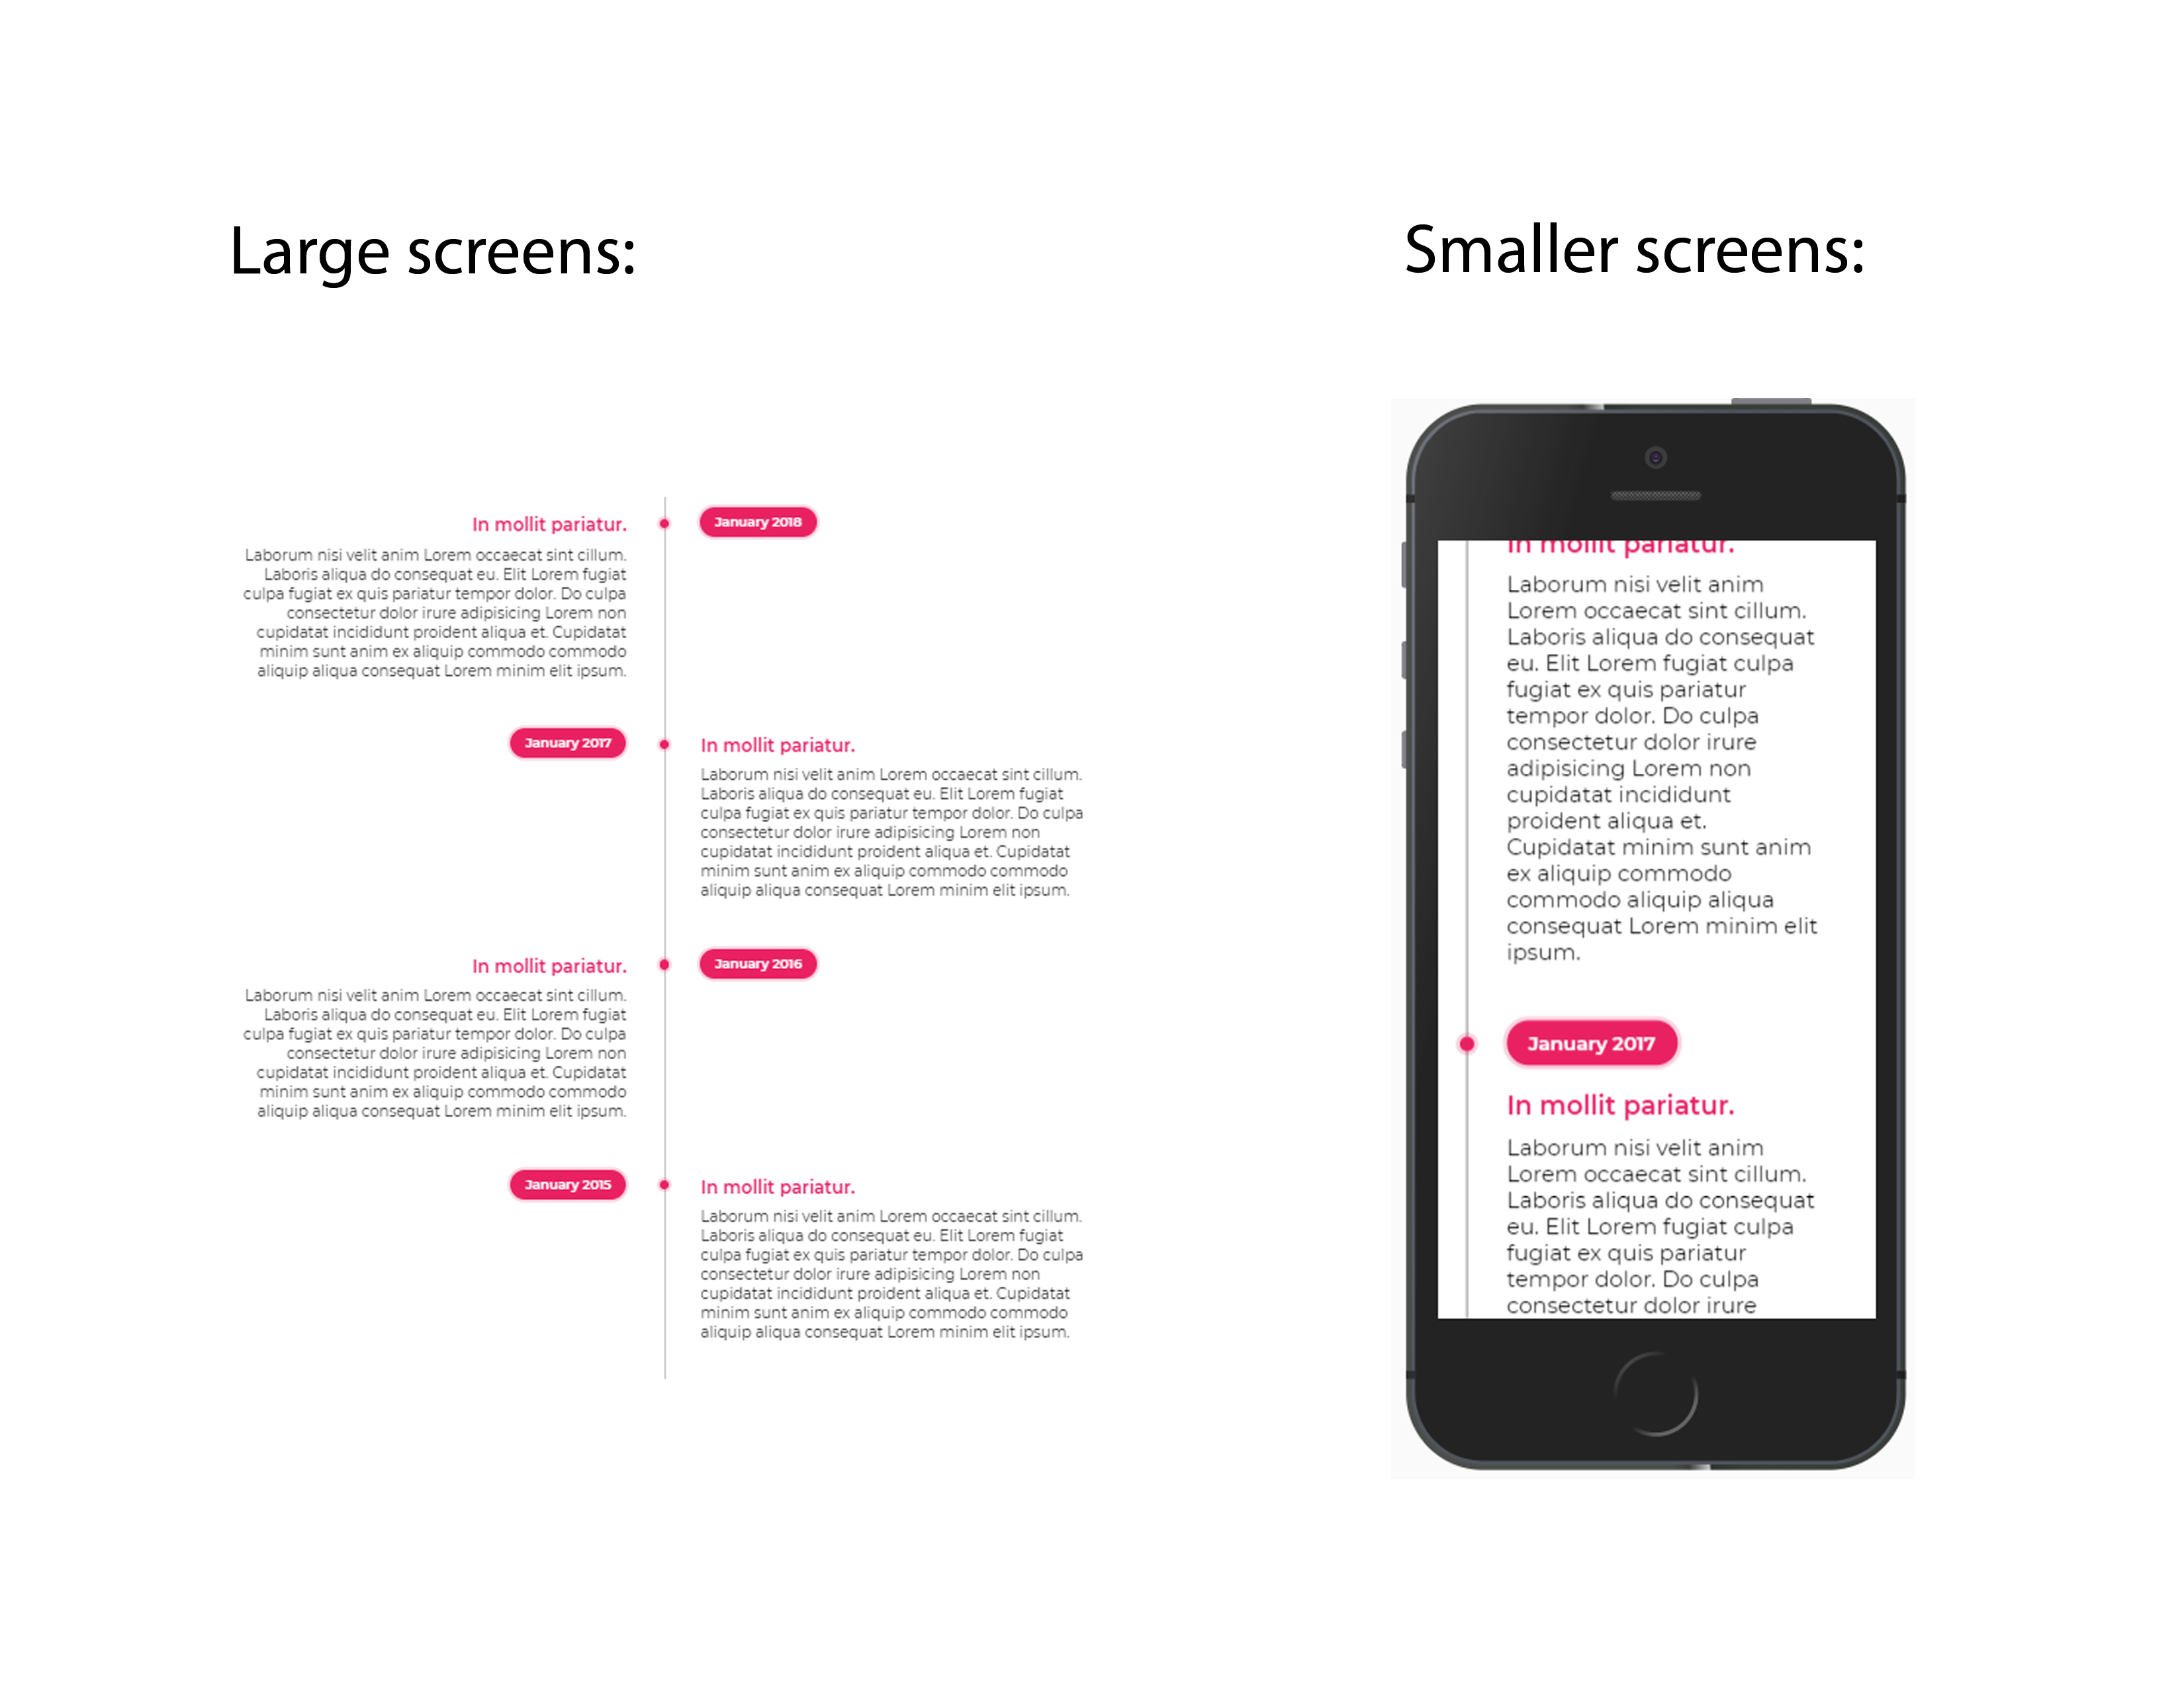 Large screens:
In mollit pariatur.
January 2018
Laborum nisi velit anim Lorem occaecat sint cillum.
Laboris aliqua do consequat eu. Elit Lorem fugiat
culpa fugiat ex quis pariatur tempor dolor. Do culpa
consectetur dolor irure adipisicing Lorem non
cupidatat incididunt proident aliqua et. Cupidatat
minim sunt anim ex aliquip commodo commodo
aliquip aliqua consequat Lorem minim elit ipsum.
January 2017
In mollit pariatur.
Laborum nisi velit anim Lorem occaecat sint cillum.
Laboris aliqua do consequat eu. Elit Lorem fugiat
culpa fugiat ex quis pariatur tempor dolor. Do culpa
consectetur dolor irure adipisicing Lorem non
cupidatat incididunt proident aliqua et. Cupidatat
minim sunt anim ex aliquip commodo commodo
aliquip aliqua consequat Lorem minim elit ipsum.
In mollit pariatur.
January 2016
Laborum nisi velit anim Lorem occaecat sint cillum.
Laboris aliqua do consequat eu. Elit Lorem fugiat
culpa fugiat ex quis pariatur tempor dolor. Do culpa
consectetur dolor irure adipisicing Lorem non
cupidatat incididunt proident aliqua et. Cupidatat
minim sunt anim ex aliquip commodo commodo
aliquip aliqua consequat Lorem minim elit ipsum.
January 2015
In mollit pariatur.
Laborum nisi velit anim Lorem occaecat sint cillum.
Laboris aliqua do consequat eu. Elit Lorem fugiat
culpa fugiat ex quis pariatur tempor dolor. Do culpa
consectetur dolor irure adipisicing Lorem non
cupidatat incididunt proident aliqua et. Cupidatat
minim sunt anim ex aliquip commodo commodo
aliquip aliqua consequat Lorem minim elit ipsum.
Smaller screens:
In mollit pariatur.
Laborum nisi velit anim
Lorem occaecat sint cillum.
Laboris aliqua do consequat
eu. Elit Lorem fugiat culpa
fugiat ex quis pariatur
tempor dolor. Do culpa
consectetur dolor irure
adipisicing Lorem non
cupidatat incididunt
proident aliqua et.
Cupidatat minim sunt anim
ex aliquip commodo
commodo aliquip aliqua
consequat Lorem minim elit
ipsum.
January 2017
In mollit pariatur.
Laborum nisi velit anim
Lorem occaecat sint cillum.
Laboris aliqua do consequat
eu. Elit Lorem fugiat culpa
fugiat ex quis pariatur
tempor dolor. Do culpa
consectetur dolor irure